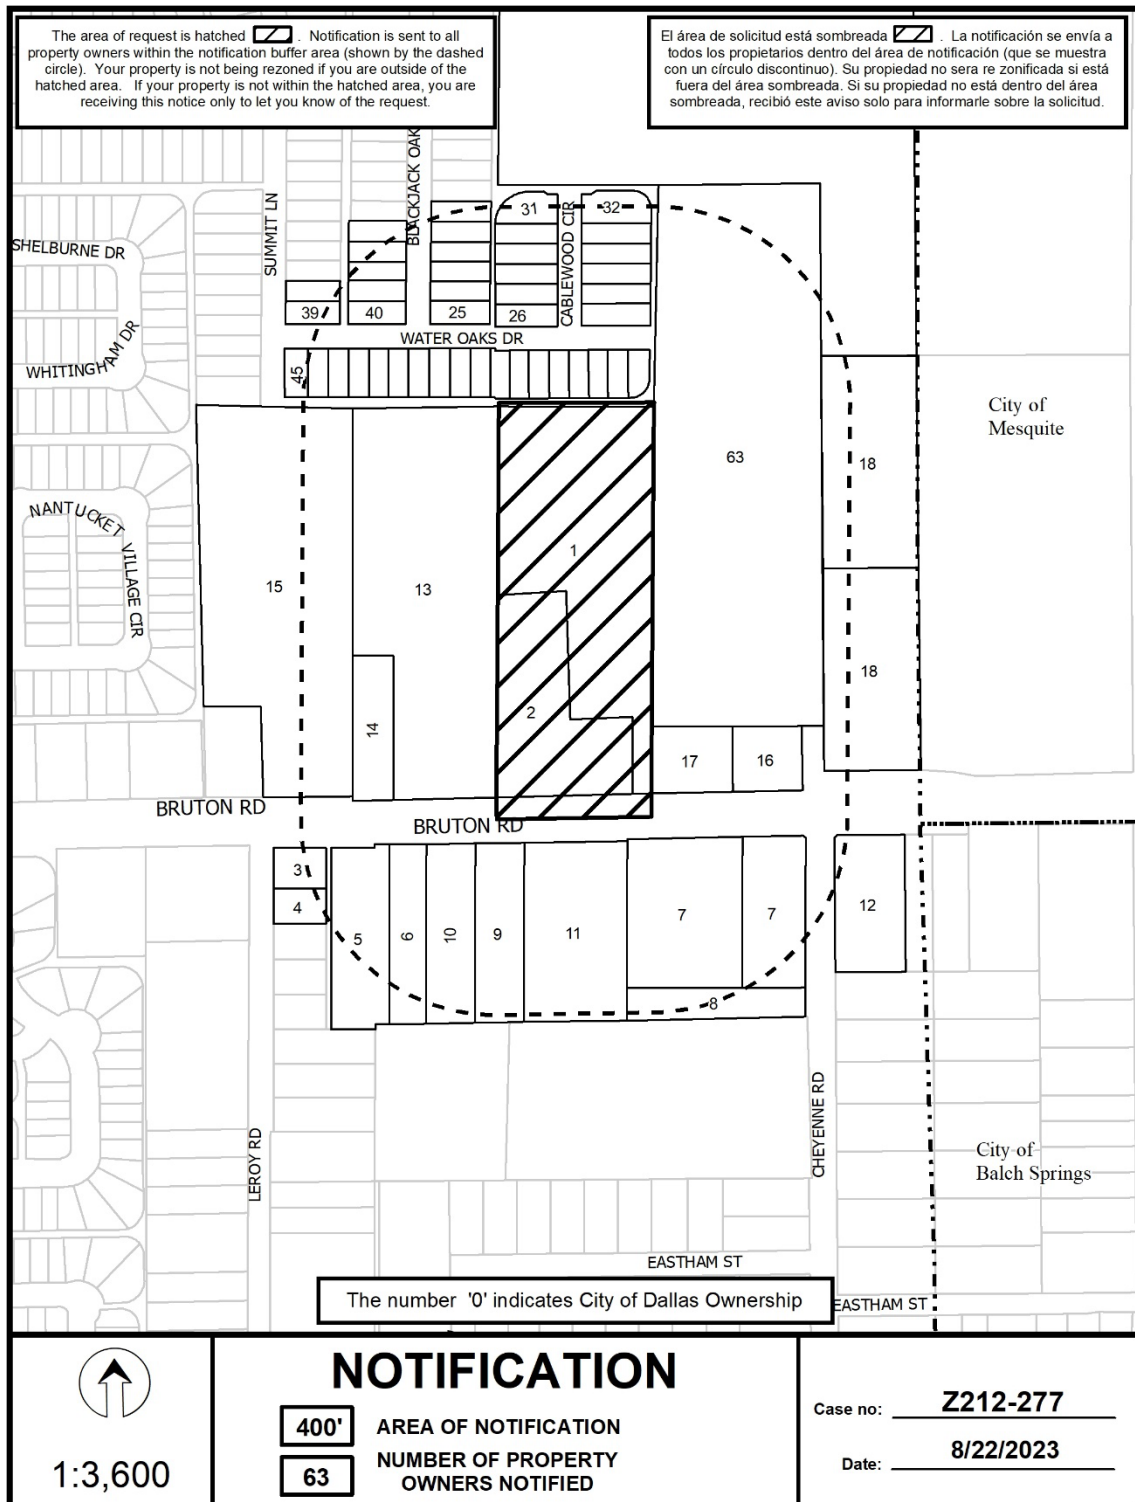 The area of request is hatched . Notification is sent to all
property owners within the notification buffer area (shown by the dashed
circle). Your property is not being rezoned if you are outside of the
hatched area. If your property is not within the hatched area, you are
receiving this notice only to let you know of the request.
El área de solicitud está sombreada . La notificación se envía a
todos los propietarios dentro del área de notificación (que se muestra
con un círculo discontinuo). Su propiedad no sera re zonificada si está
fuera del área sombreada. Si su propiedad no está dentro del área
sombreada, recibió este aviso solo para informarle sobre la solicitud.
BLACKJACK OAK
SUMMIT LN
SHELBURNE DR
31
32
CABLEWOOD CIR
39
40
25
26
WATER OAKS DR
WHITINGHAM DR
45
City of
Mesquite
63
18
NANTUCKET VILLAGE CIR
1
15
13
18
2
14
17
16
BRUTON RD
BRUTON RD
3
4
5
6
10
9
11
7
7
12
8
CHEYENNE RD
LEROY RD
City of
Balch Springs
EASTHAM ST
The number '0' indicates City of Dallas Ownership
EASTHAM ST
1:3,600
NOTIFICATION
400' AREA OF NOTIFICATION
63 NUMBER OF PROPERTY
OWNERS NOTIFIED
Case no: Z212-277
Date: 8/22/2023